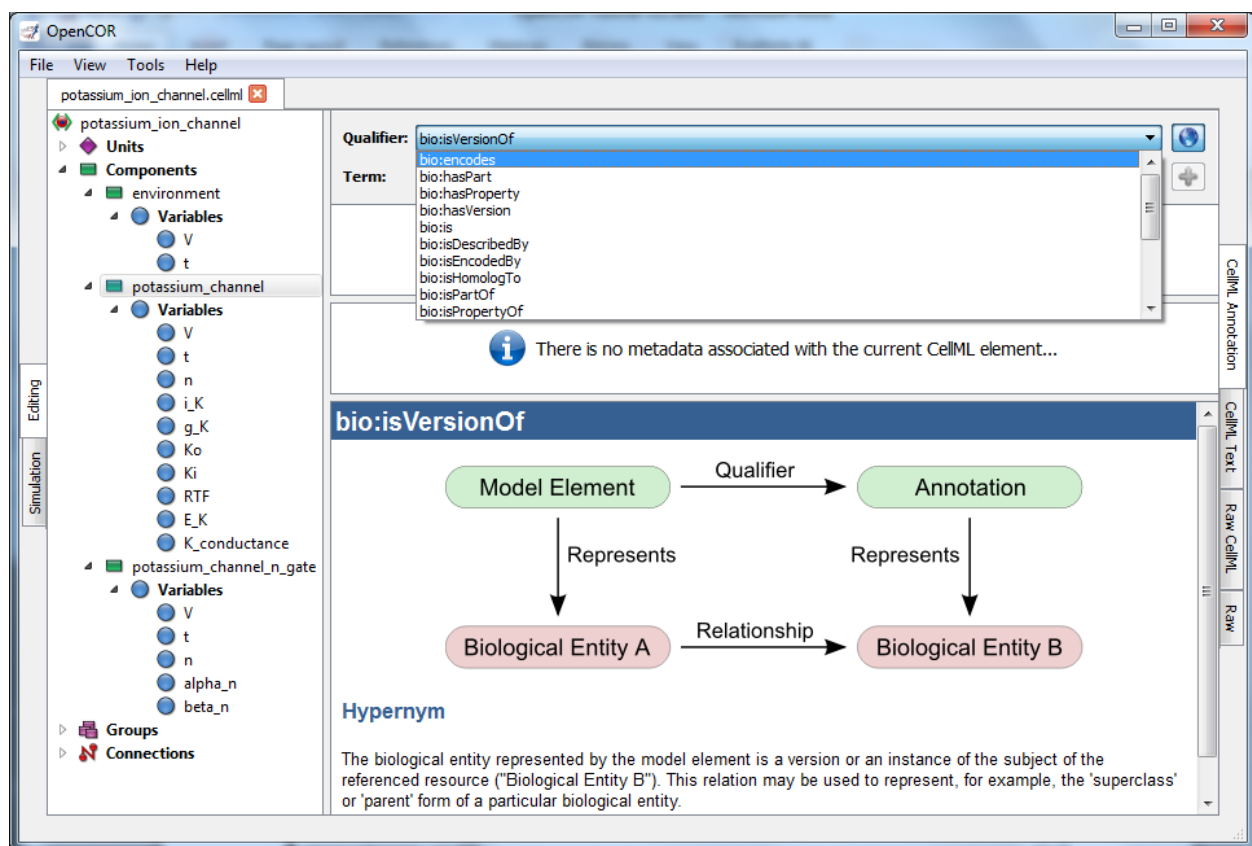 OpenCOR
File View Tools Help
potassium_ion_channel.cellml
potassium_ion_channel
Units
Components
environment
Variables
V
t
potassium_channel
Variables
V
t
n
i_K
g_K
Ko
Ki
RTF
E_K
K_conductance
potassium_channel_n_gate
Variables
V
t
n
alpha_n
beta_n
Groups
Connections
Editing
Simulation
Qualifier: bio:isVersionOf
bio:encodes
Term:
bio:hasPart
bio:hasProperty
bio:hasVersion
bio:is
bio:isDescribedBy
bio:isEncodedBy
bio:isHomologTo
bio:isPartOf
bio:isPropertyOf
There is no metadata associated with the current CellML element...
bio:isVersionOf
Model Element
Qualifier
Annotation
Represents
Represents
Biological Entity A
Relationship
Biological Entity B
Hypernym
The biological entity represented by the model element is a version or an instance of the subject of the
referenced resource ("Biological Entity B"). This relation may be used to represent, for example, the 'superclass'
or 'parent' form of a particular biological entity.
CellML Annotation
CellML Text
Raw CellML
Raw